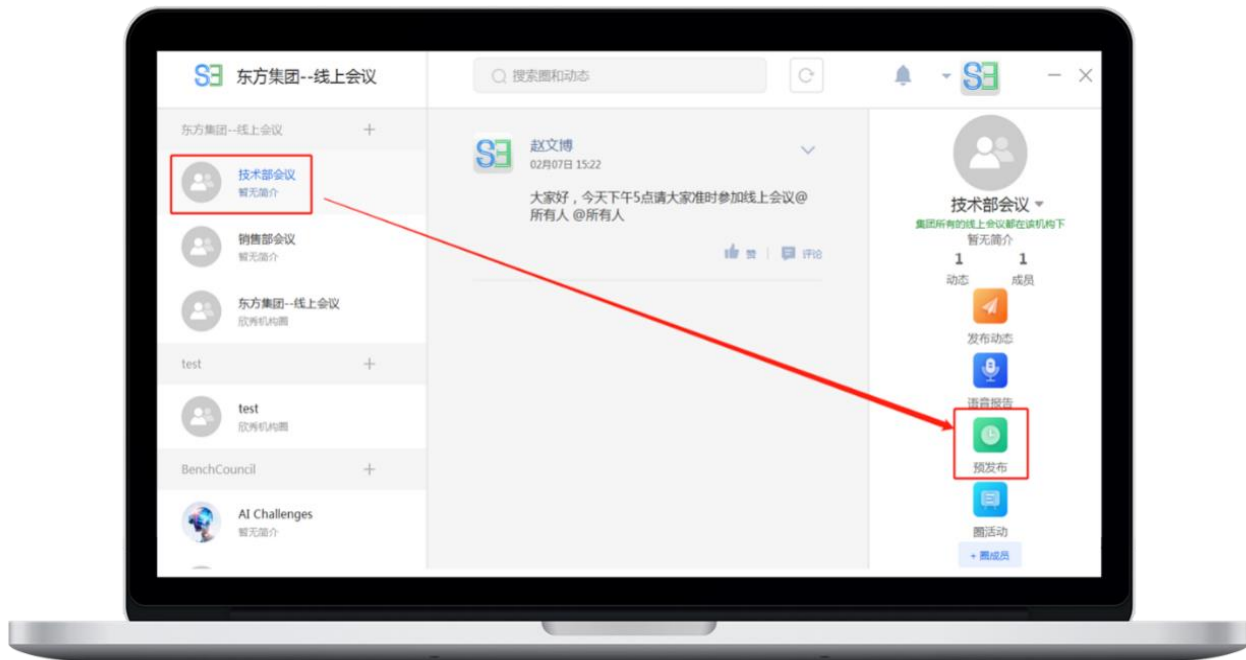 SE 东方集团--线上会议
搜索圈和动态
SE
东方集团--线上会议
技术部会议
暂无简介
销售部会议
暂无简介
东方集团--线上会议
欣秀机构圈
test
test
欣秀机构圈
BenchCouncil
AI Challenges
暂无简介
SE
赵文博
02月07日 15:22
大家好，今天下午5点请大家准时参加线上会议@
所有人 @所有人
赞 | 评论
技术部会议
集团所有的线上会议都在该机构下
暂无简介
1 1
动态 成员
发布动态
语音报告
预发布
圈活动
+ 圈成员